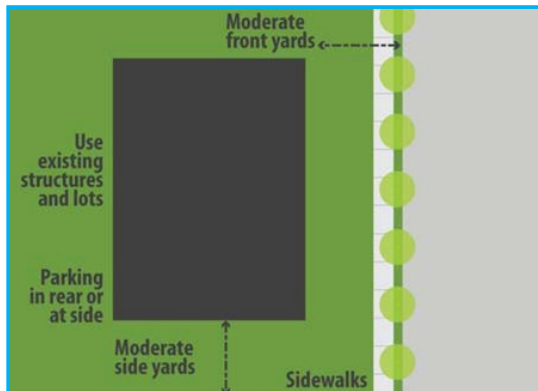 Moderate
front yards
Use
existing
structures
and lots
Parking
in rear or
at side
Moderate
side yards
Sidewalks